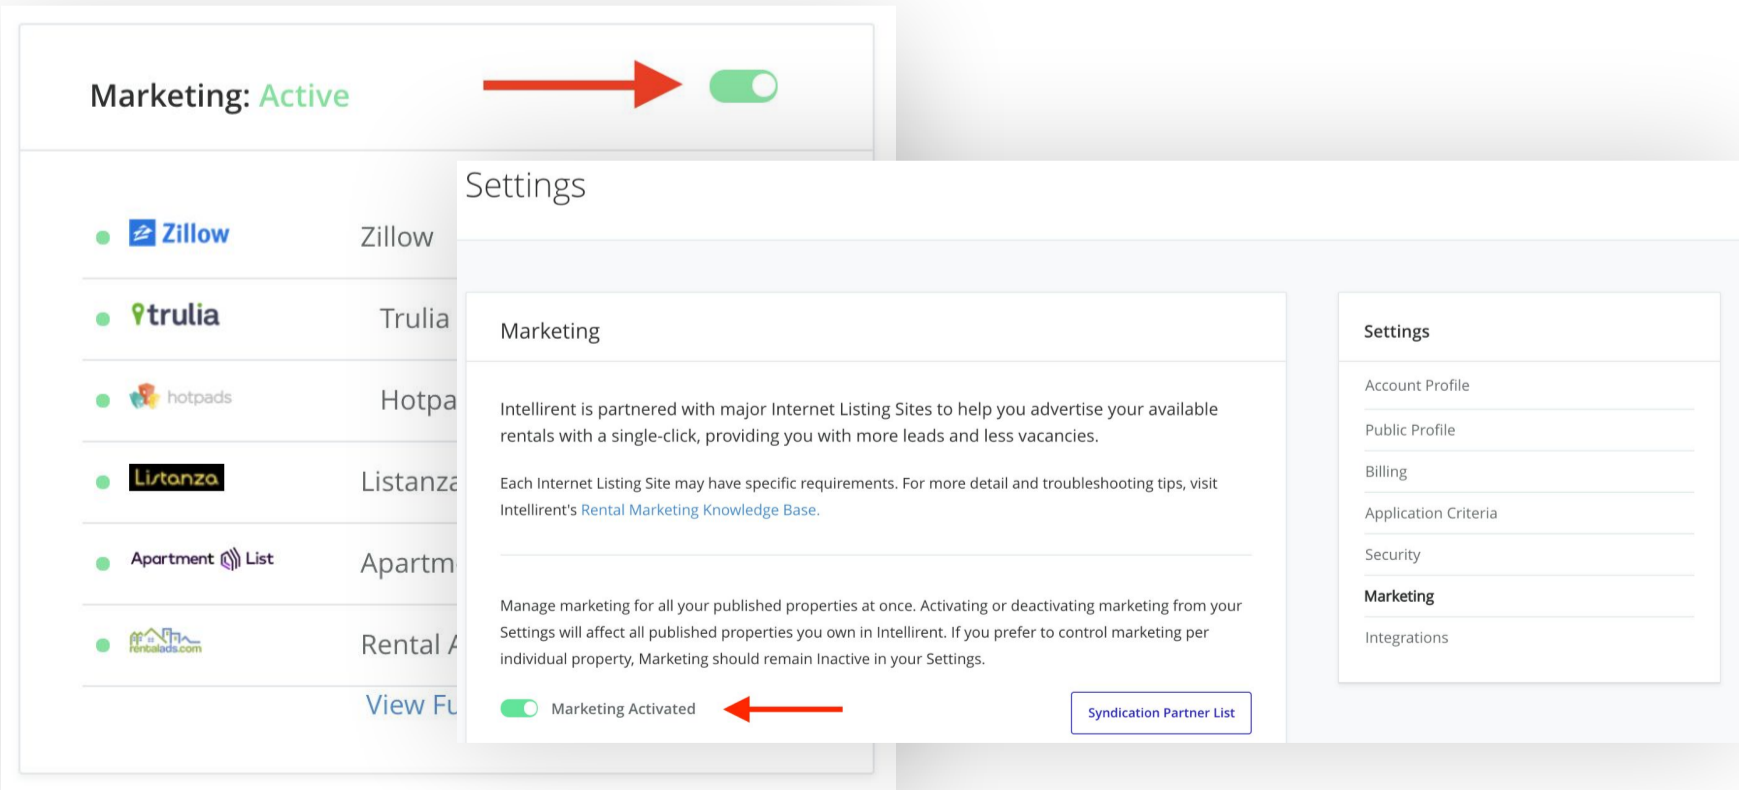 Marketing: Active
Zillow Zillow
trulia Trulia
hotpads Hotpa
Listanza Listanza
Apartment List Apartm
rentalads.com Rental A
View Fu
Settings
Marketing
Intellirent is partnered with major Internet Listing Sites to help you advertise your available
rentals with a single-click, providing you with more leads and less vacancies.
Each Internet Listing Site may have specific requirements. For more detail and troubleshooting tips, visit
Intellirent's Rental Marketing Knowledge Base.
Manage marketing for all your published properties at once. Activating or deactivating marketing from your
Settings will affect all published properties you own in Intellirent. If you prefer to control marketing per
individual property, Marketing should remain Inactive in your Settings.
Marketing Activated
Syndication Partner List
Settings
Account Profile
Public Profile
Billing
Application Criteria
Security
Marketing
Integrations